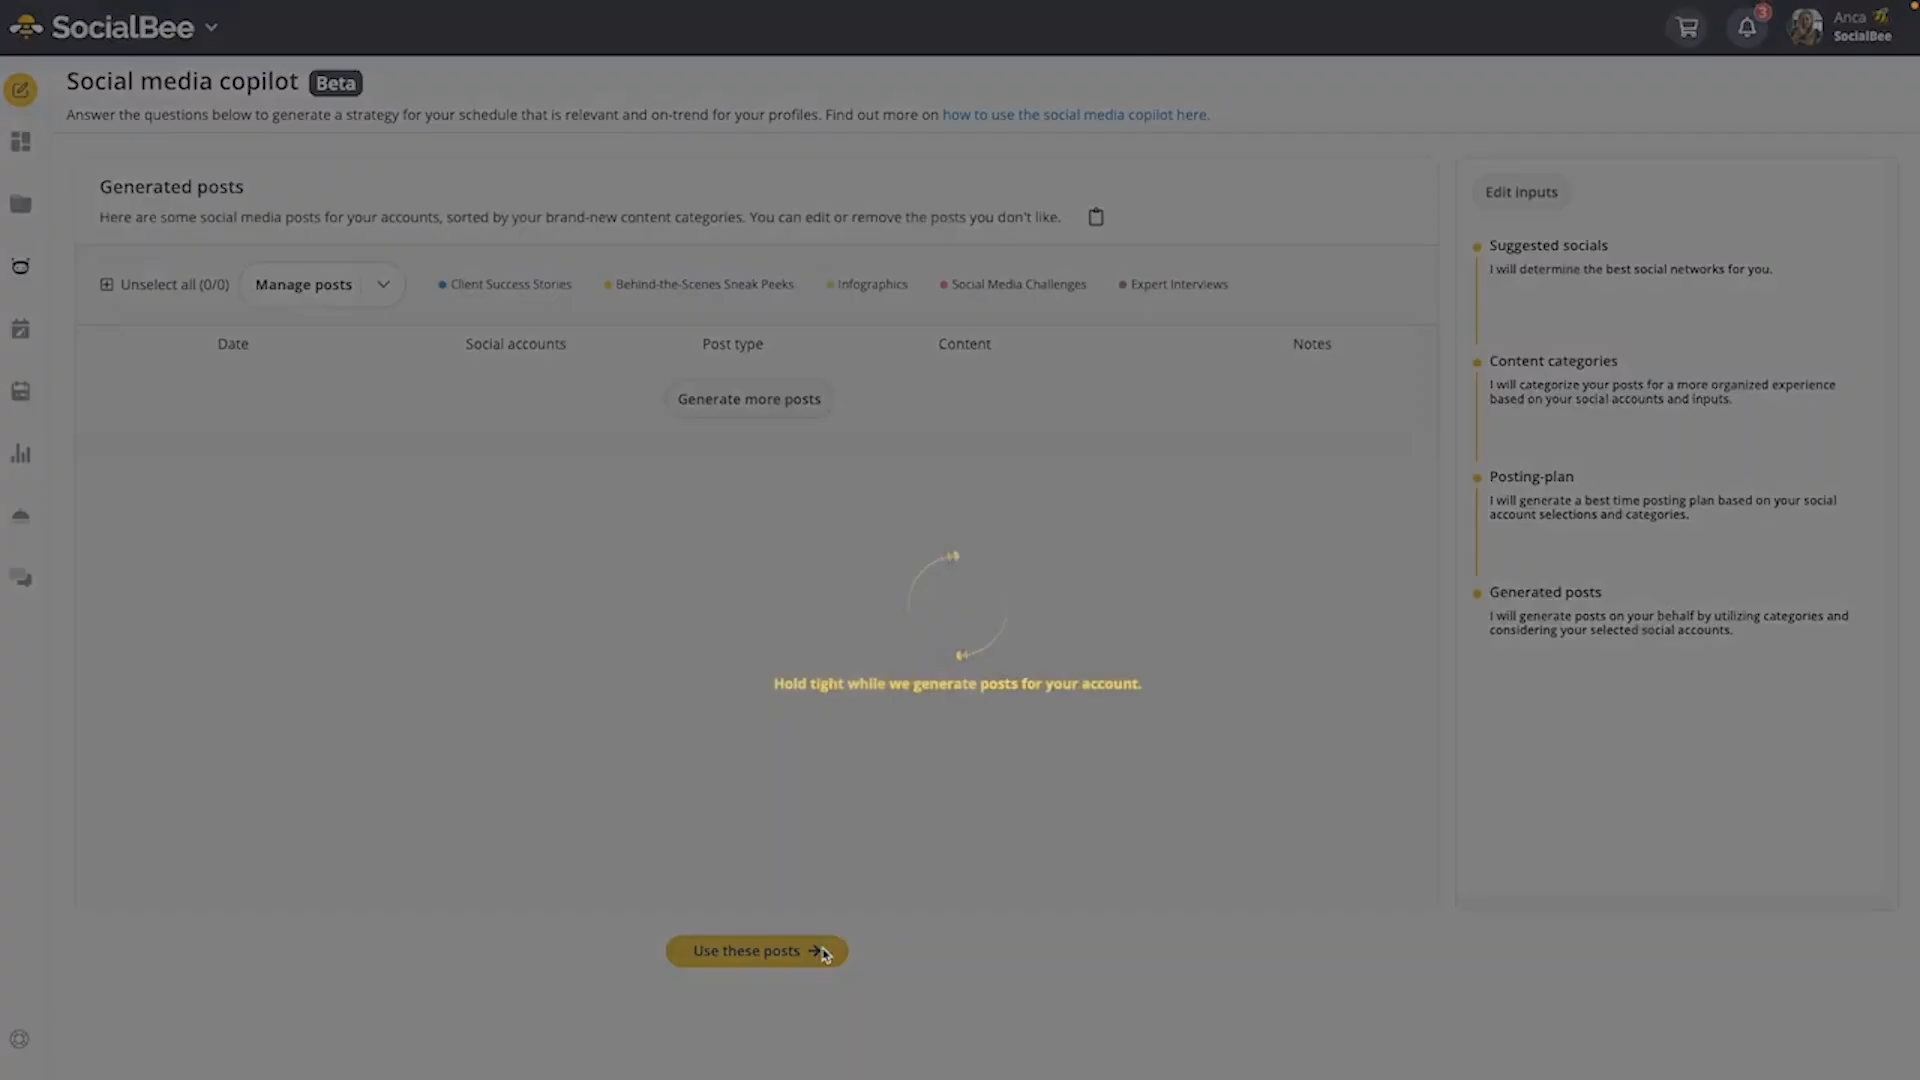 SocialBee
3
Anca
SocialBee
Social media copilot Beta
Answer the questions below to generate a strategy for your schedule that is relevant and on-trend for your profiles. Find out more on how to use the social media copilot here.
Generated posts
Here are some social media posts for your accounts, sorted by your brand-new content categories. You can edit or remove the posts you don't like.
Unselect all (0/0)
Manage posts
Client Success Stories
Behind-the-Scenes Sneak Peeks
Infographics
Social Media Challenges
Expert Interviews
Date
Social accounts
Post type
Content
Notes
Generate more posts
Hold tight while we generate posts for your account.
Use these posts
Edit inputs
Suggested socials
I will determine the best social networks for you.
Content categories
I will categorize your posts for a more organized experience
based on your social accounts and inputs.
Posting-plan
I will generate a best time posting plan based on your social
account selections and categories.
Generated posts
I will generate posts on your behalf by utilizing categories and
considering your selected social accounts.